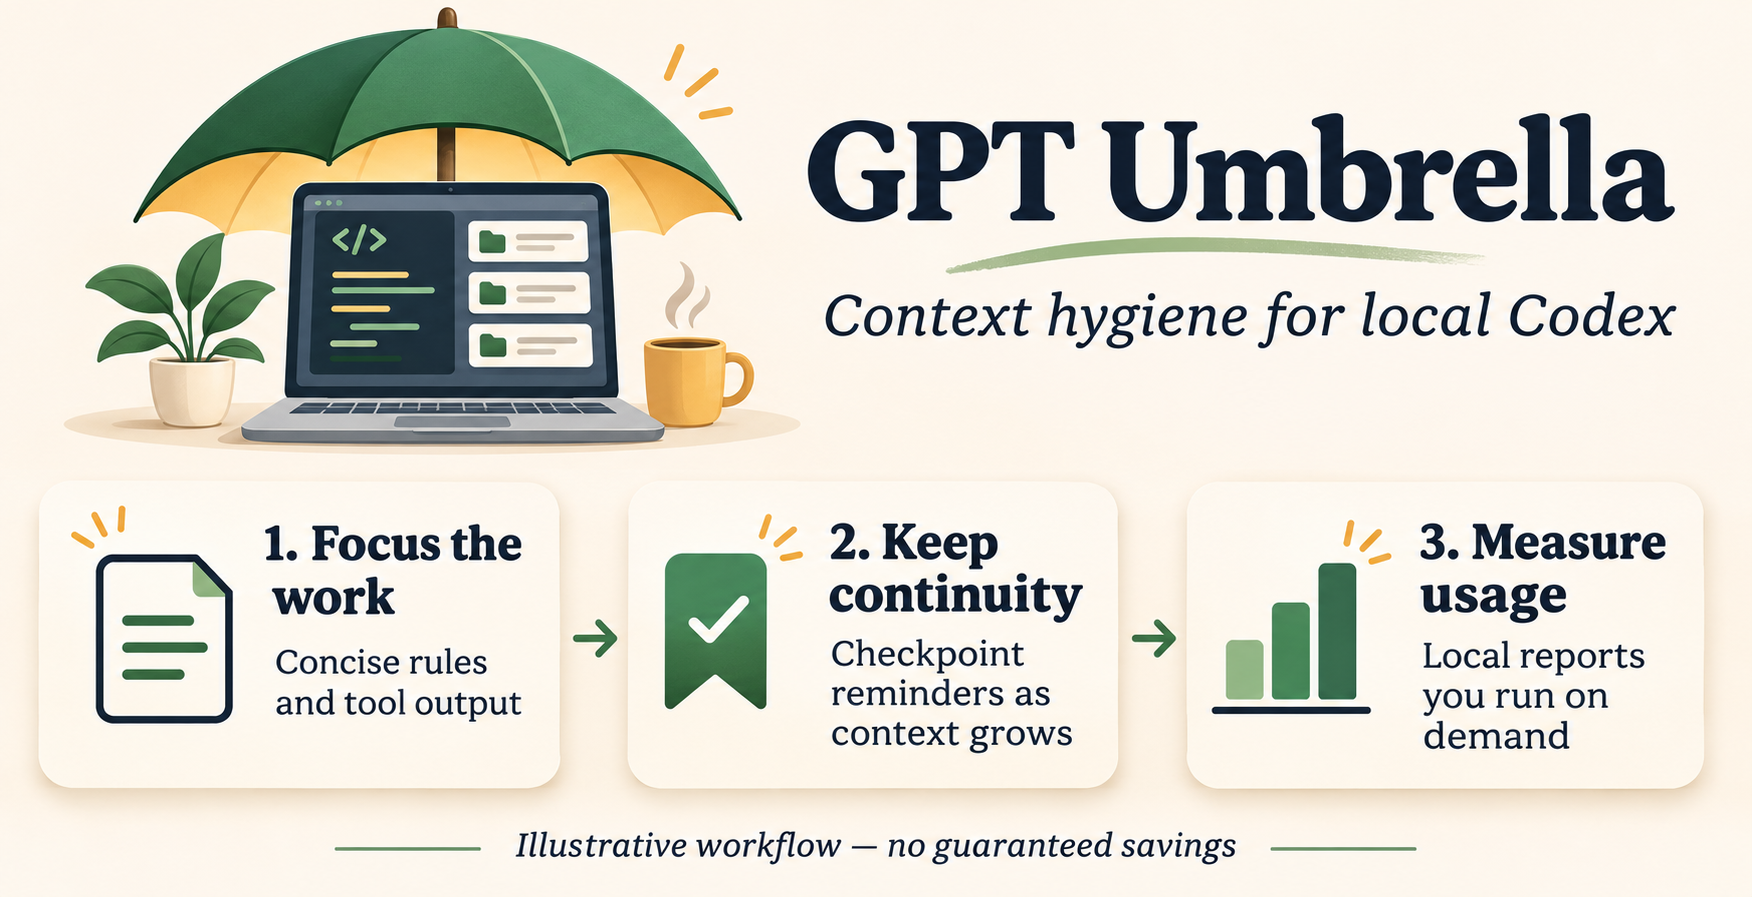 GPT Umbrella
Context hygiene for local Codex
</>
1. Focus the
work
Concise rules
and tool output
2. Keep
continuity
Checkpoint
reminders as
context grows
3. Measure
usage
Local reports
you run on
demand
Illustrative workflow — no guaranteed savings